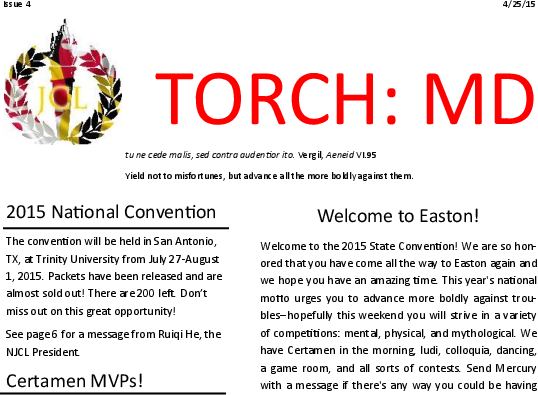 Issue 4
4/25/15
JCL
TORCH: MD
tu ne cede malis, sed contra audentior ito. Vergil, Aeneid VI.95
Yield not to misfortunes, but advance all the more boldly against them.
2015 National Convention
The convention will be held in San Antonio,
TX, at Trinity University from July 27-August
1, 2015. Packets have been released and are
almost sold out! There are 200 left. Don't
miss out on this great opportunity!
See page 6 for a message from Ruiqi He, the
NJCL President.
Certamen MVPs!
Welcome to Easton!
Welcome to the 2015 State Convention! We are so hon-
ored that you have come all the way to Easton again and
we hope you have an amazing time. This year's national
motto urges you to advance more boldly against trou-
bles—hopefully this weekend you will strive in a variety
of competitions: mental, physical, and mythological. We
have Certamen in the morning, ludi, colloquia, dancing,
a game room, and all sorts of contests. Send Mercury
with a message if there's any way you could be having